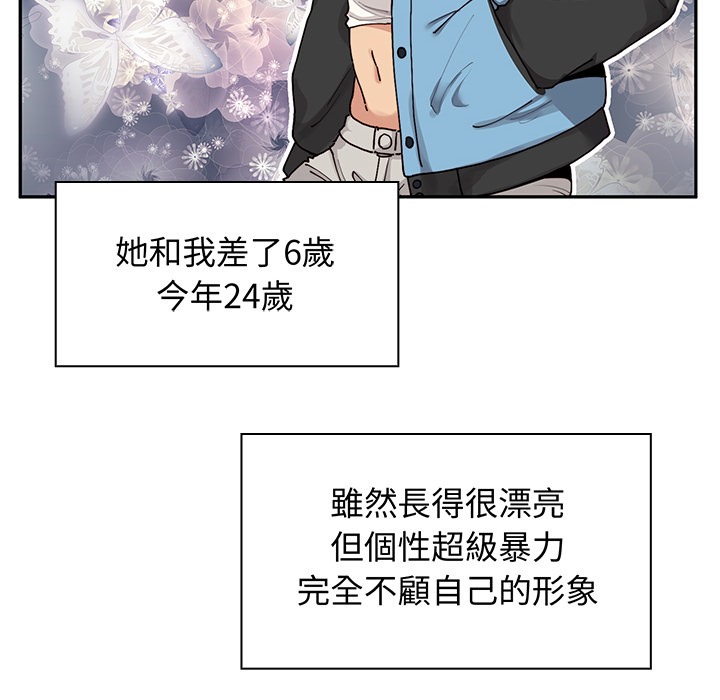 她和我差了6歲
今年24歲
雖然長得很漂亮
但個性超級暴力
完全不顧自己的形象